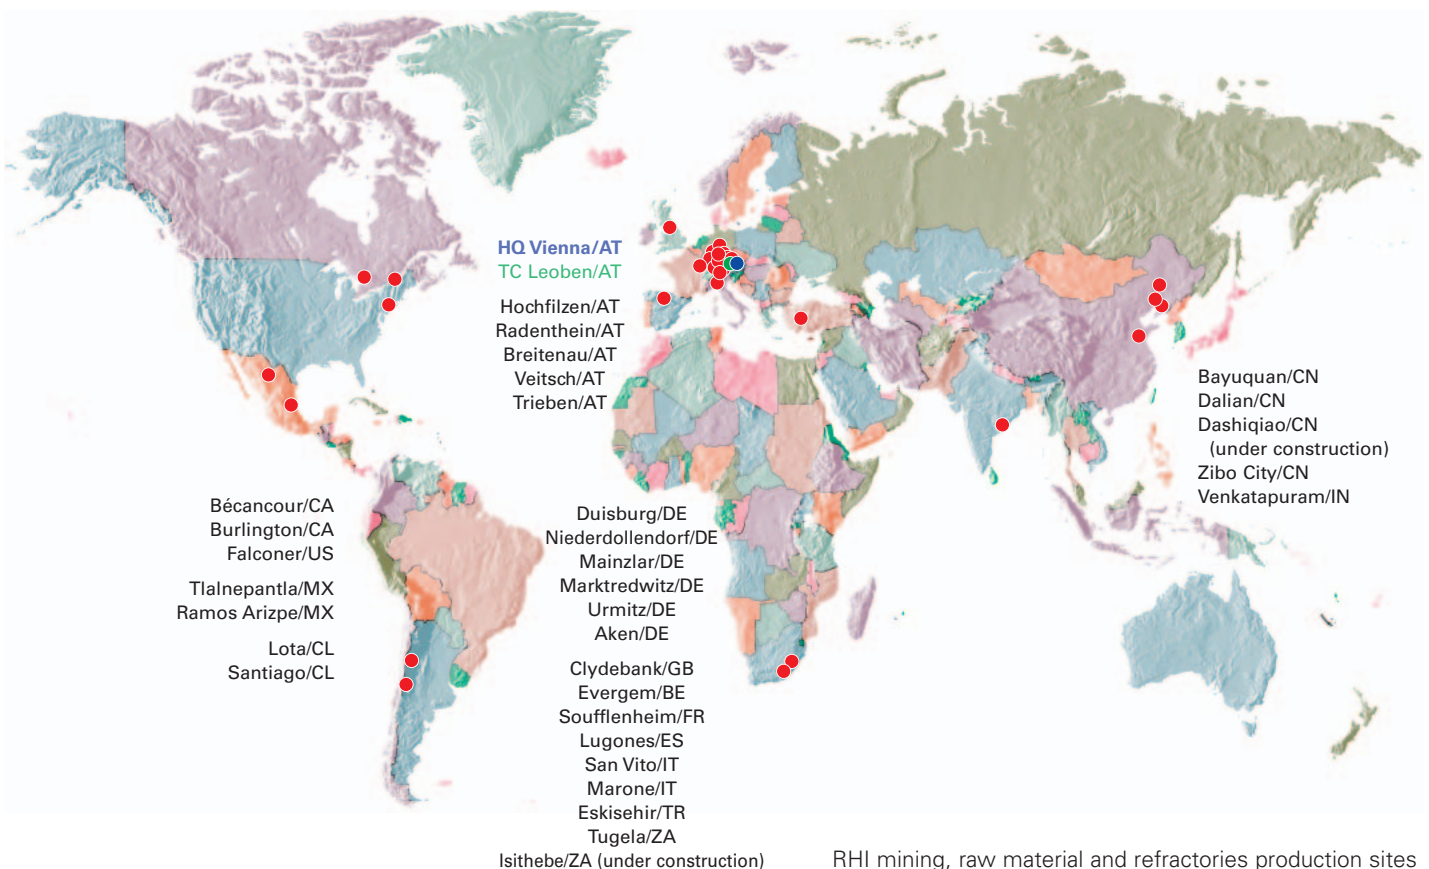 HQ Vienna/AT
TC Leoben/AT
Hochfilzen/AT
Radenthein/AT
Breitenau/AT
Veitsch/AT
Trieben/AT
Bayuquan/CN
Dalian/CN
Dashiqiao/CN
(under construction)
Zibo City/CN
Venkatapuram/IN
Bécancour/CA
Burlington/CA
Falconer/US
Tlalnepantla/MX
Ramos Arizpe/MX
Lota/CL
Santiago/CL
Duisburg/DE
Niederdollendorf/DE
Mainzlar/DE
Marktredwitz/DE
Urmitz/DE
Aken/DE
Clydebank/GB
Evergem/BE
Soufflenheim/FR
Lugones/ES
San Vito/IT
Marone/IT
Eskisehir/TR
Tugela/ZA
Isithebe/ZA (under construction)
RHI mining, raw material and refractories production sites